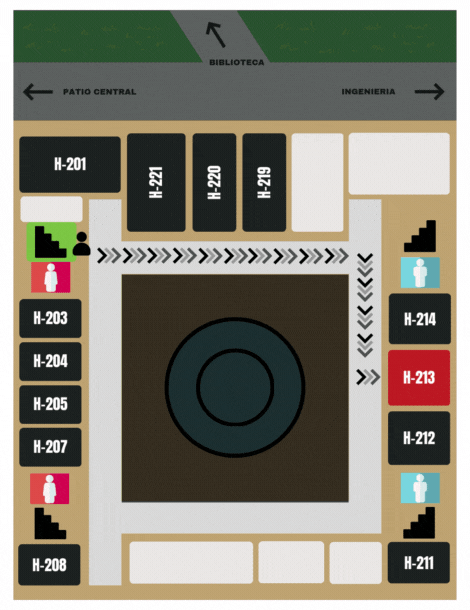 BIBLIOTECA
PATIO CENTRAL
INGENIERIA
H-201
H-221
H-220
H-219
H-203
H-204
H-205
H-207
H-208
H-214
H-213
H-212
H-211